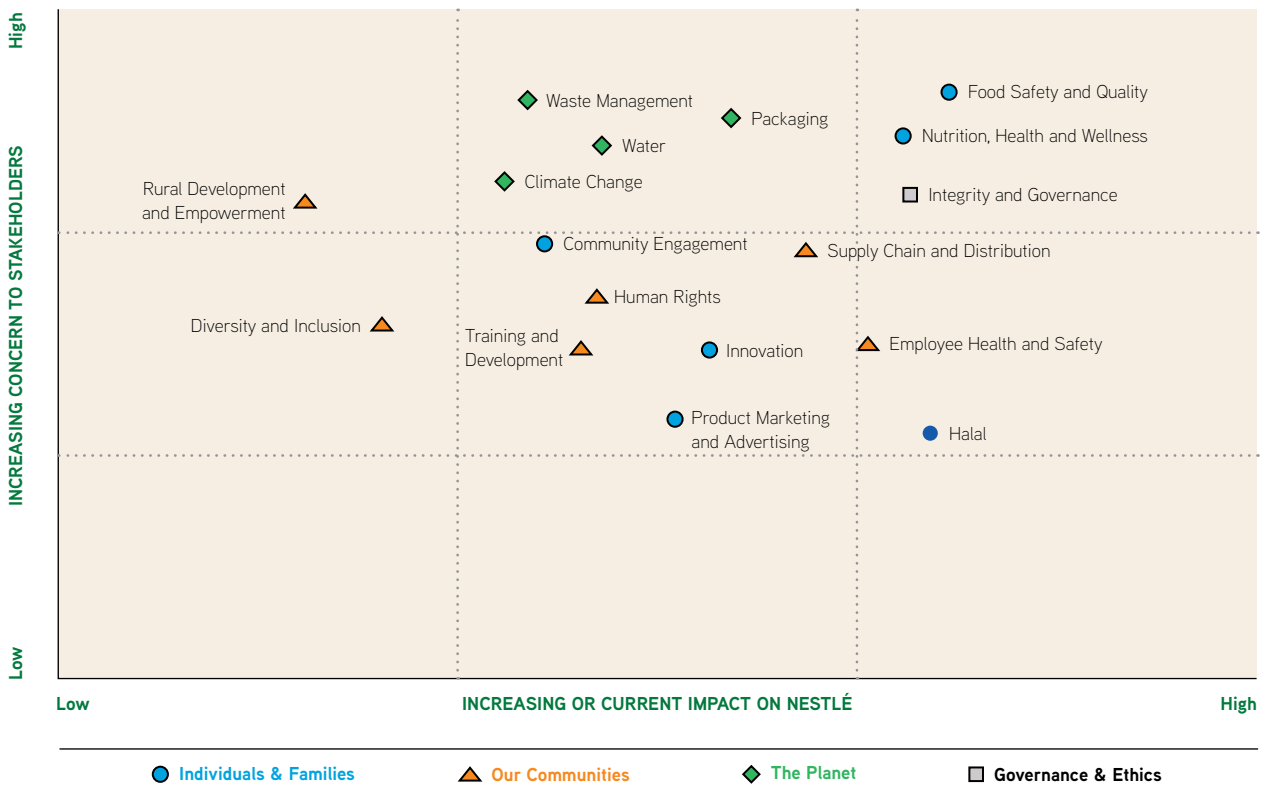 High
INCREASING CONCERN TO STAKEHOLDERS
Low
Waste Management
Packaging
Food Safety and Quality
Water
Nutrition, Health and Wellness
Climate Change
Rural Development
and Empowerment
Integrity and Governance
Community Engagement
Supply Chain and Distribution
Human Rights
Diversity and Inclusion
Training and
Development
Innovation
Employee Health and Safety
Product Marketing
and Advertising
Halal
Low
INCREASING OR CURRENT IMPACT ON NESTLÉ
High
Individuals & Families
Our Communities
The Planet
Governance & Ethics